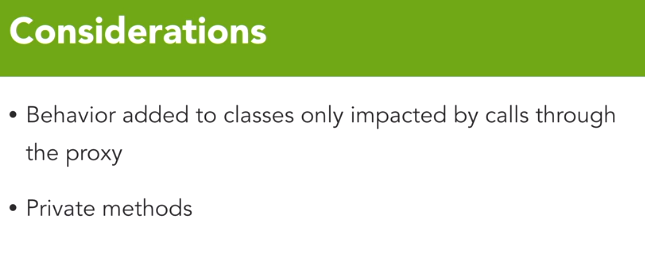 Considerations
• Behavior added to classes only impacted by calls through
the proxy
• Private methods